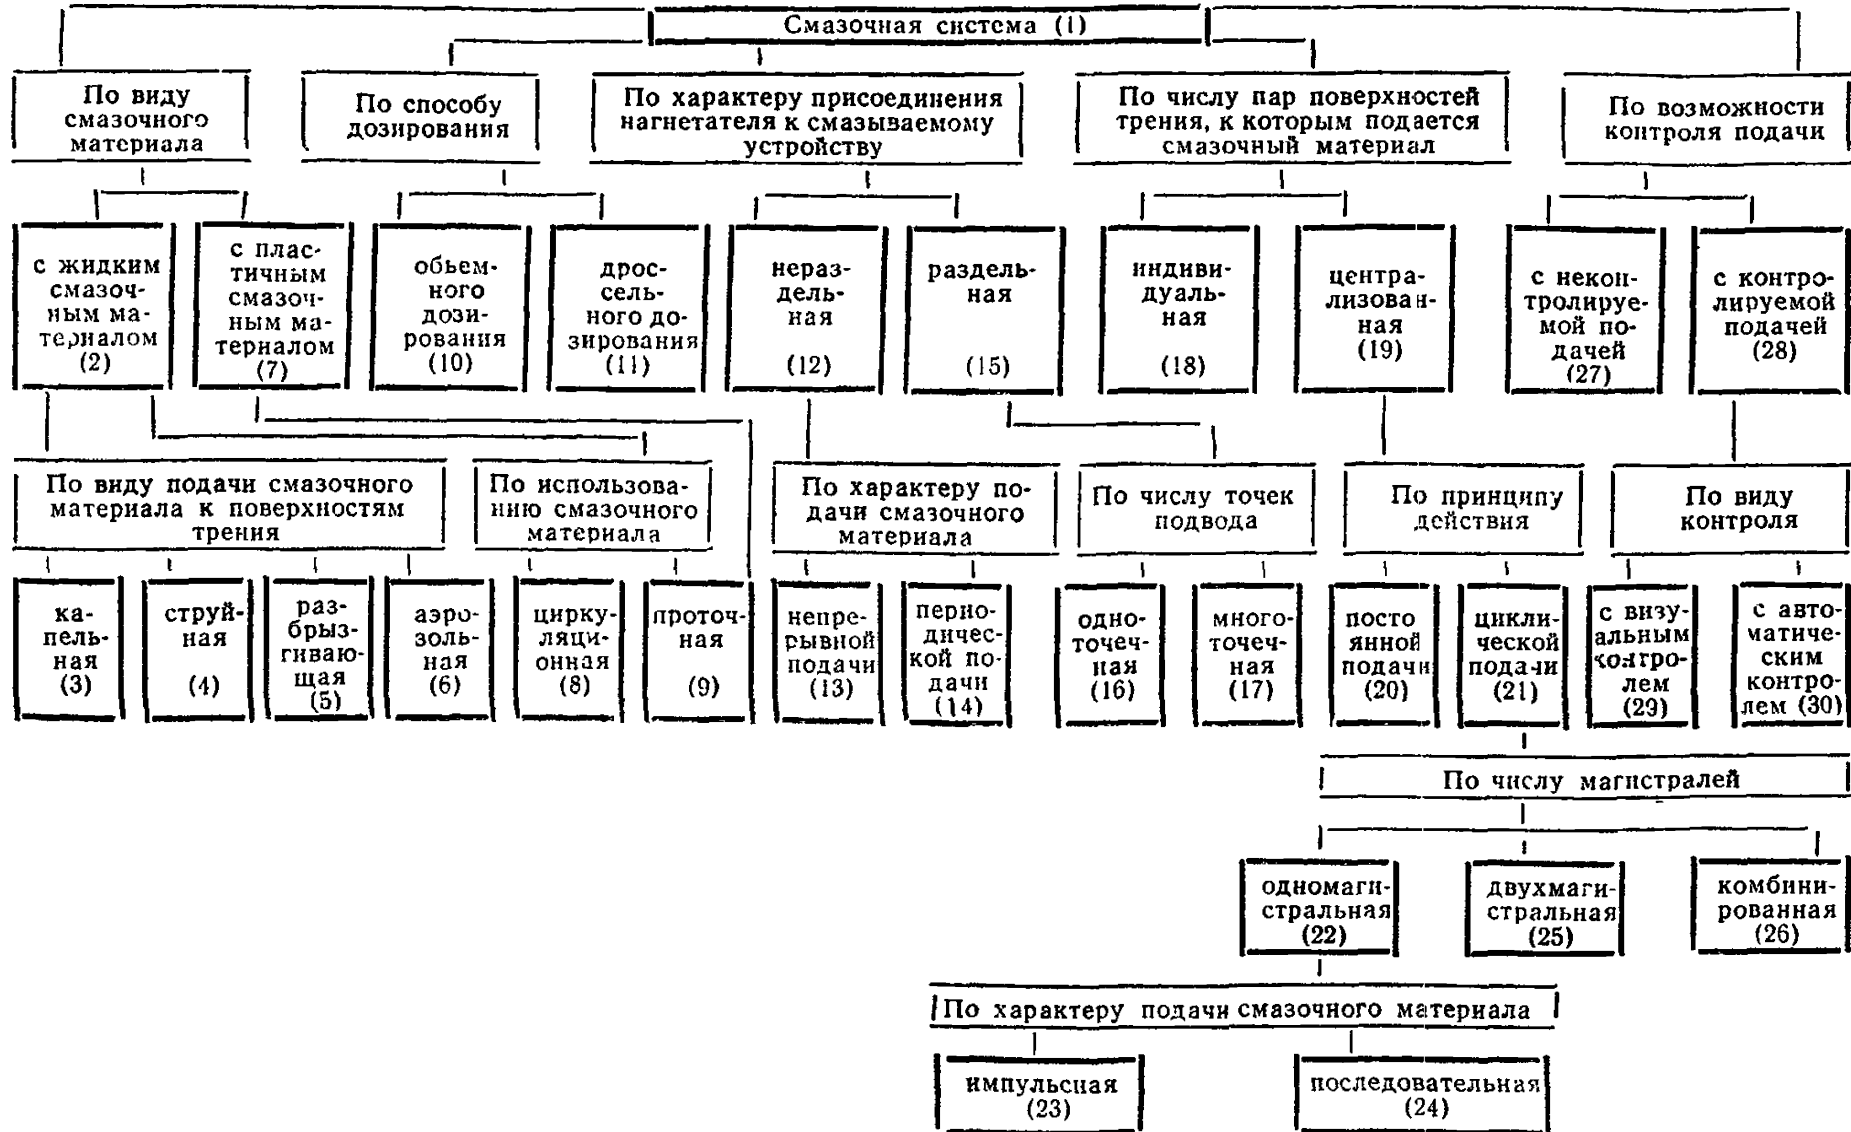 Смазочная система (1)
По виду
смазочного
материала
По способу
дозирования
По характеру присоединения
нагнетателя к смазываемому
устройству
По числу пар поверхностей
трения, к которым подается
смазочный материал
По возможности
контроля подачи
с жидким
смазоч-
ным ма-
териалом
(2)
с плас-
тичным
смазоч-
ным ма-
териалом
(7)
обьем-
ного
дози-
рования
(10)
дрос-
сель-
ного до-
зирования
(11)
нераз-
дель-
ная
(12)
раздель-
ная
(15)
индиви-
дуаль-
ная
(18)
центра-
лизован-
ная
(19)
с некон-
тролируе-
мой по-
дачей
(27)
с контро-
лируемой
подачей
(28)
По виду подачи смазочного
материала к поверхностям
трения
По использова-
нию смазочного
материала
По характеру по-
дачи смазочного
материала
По числу точек
подвода
По принципу
действия
По виду
контроля
ка-
пель-
ная
(3)
струй-
ная
(4)
раз-
брыз-
гиваю-
щая
(5)
аэро-
золь-
ная
(6)
цирку-
ляци-
онная
(8)
проточ-
ная
(9)
непре-
рывной
подачи
(13)
перио-
дичес-
кой по-
дачи
(14)
одно-
точеч-
ная
(16)
много-
точеч-
ная
(17)
посто
янной
подачи
(20)
цикли-
ческой
подачи
(21)
с визу-
альным
контро-
лем
(29)
с авто-
матиче-
ским
контро-
лем (30)
По числу магистралей
одномаги-
стральная
(22)
двухмаги-
стральная
(25)
комбини-
рованная
(26)
По характеру подачи смазочного материала
импульсная
(23)
последовательная
(24)